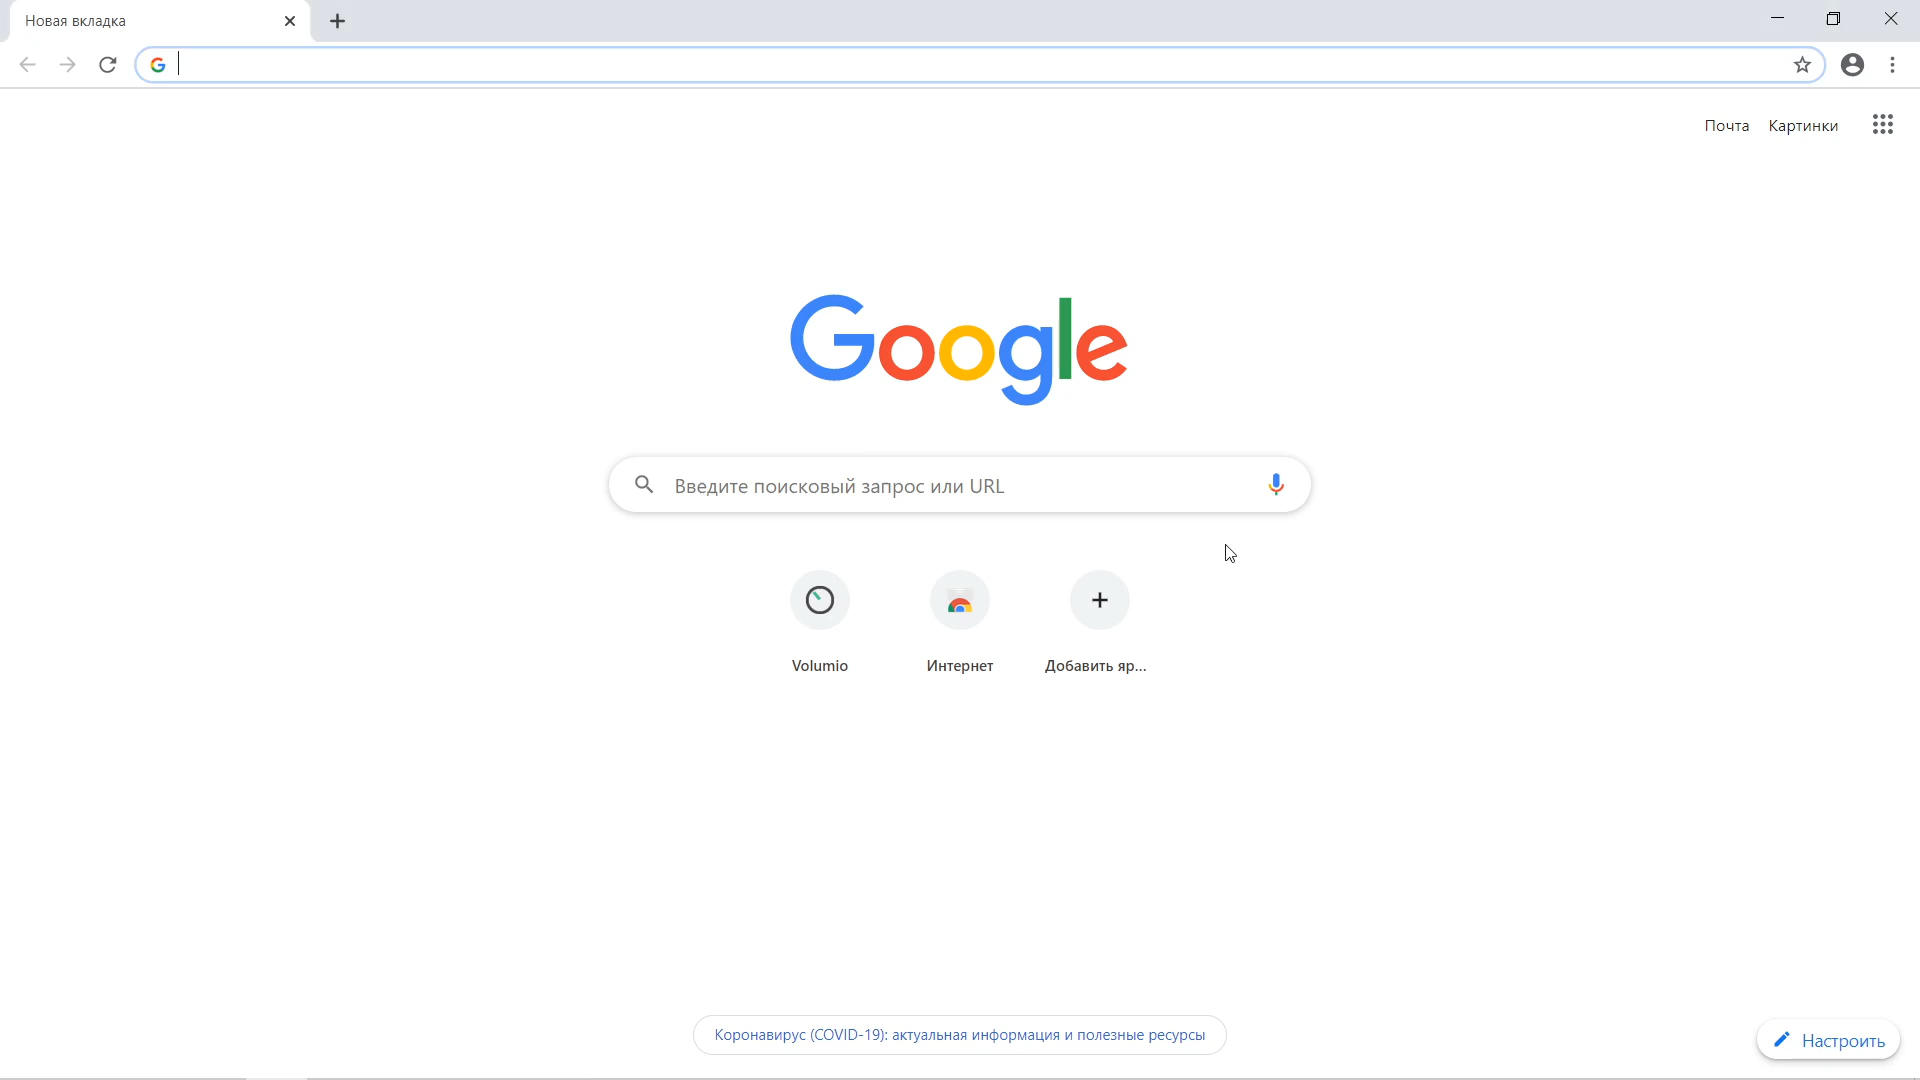 Новая вкладка
Почта Картинки
Google
Введите поисковый запрос или URL
Volumio Интернет Добавить яр...
Коронавирус (COVID-19): актуальная информация и полезные ресурсы
Настроить